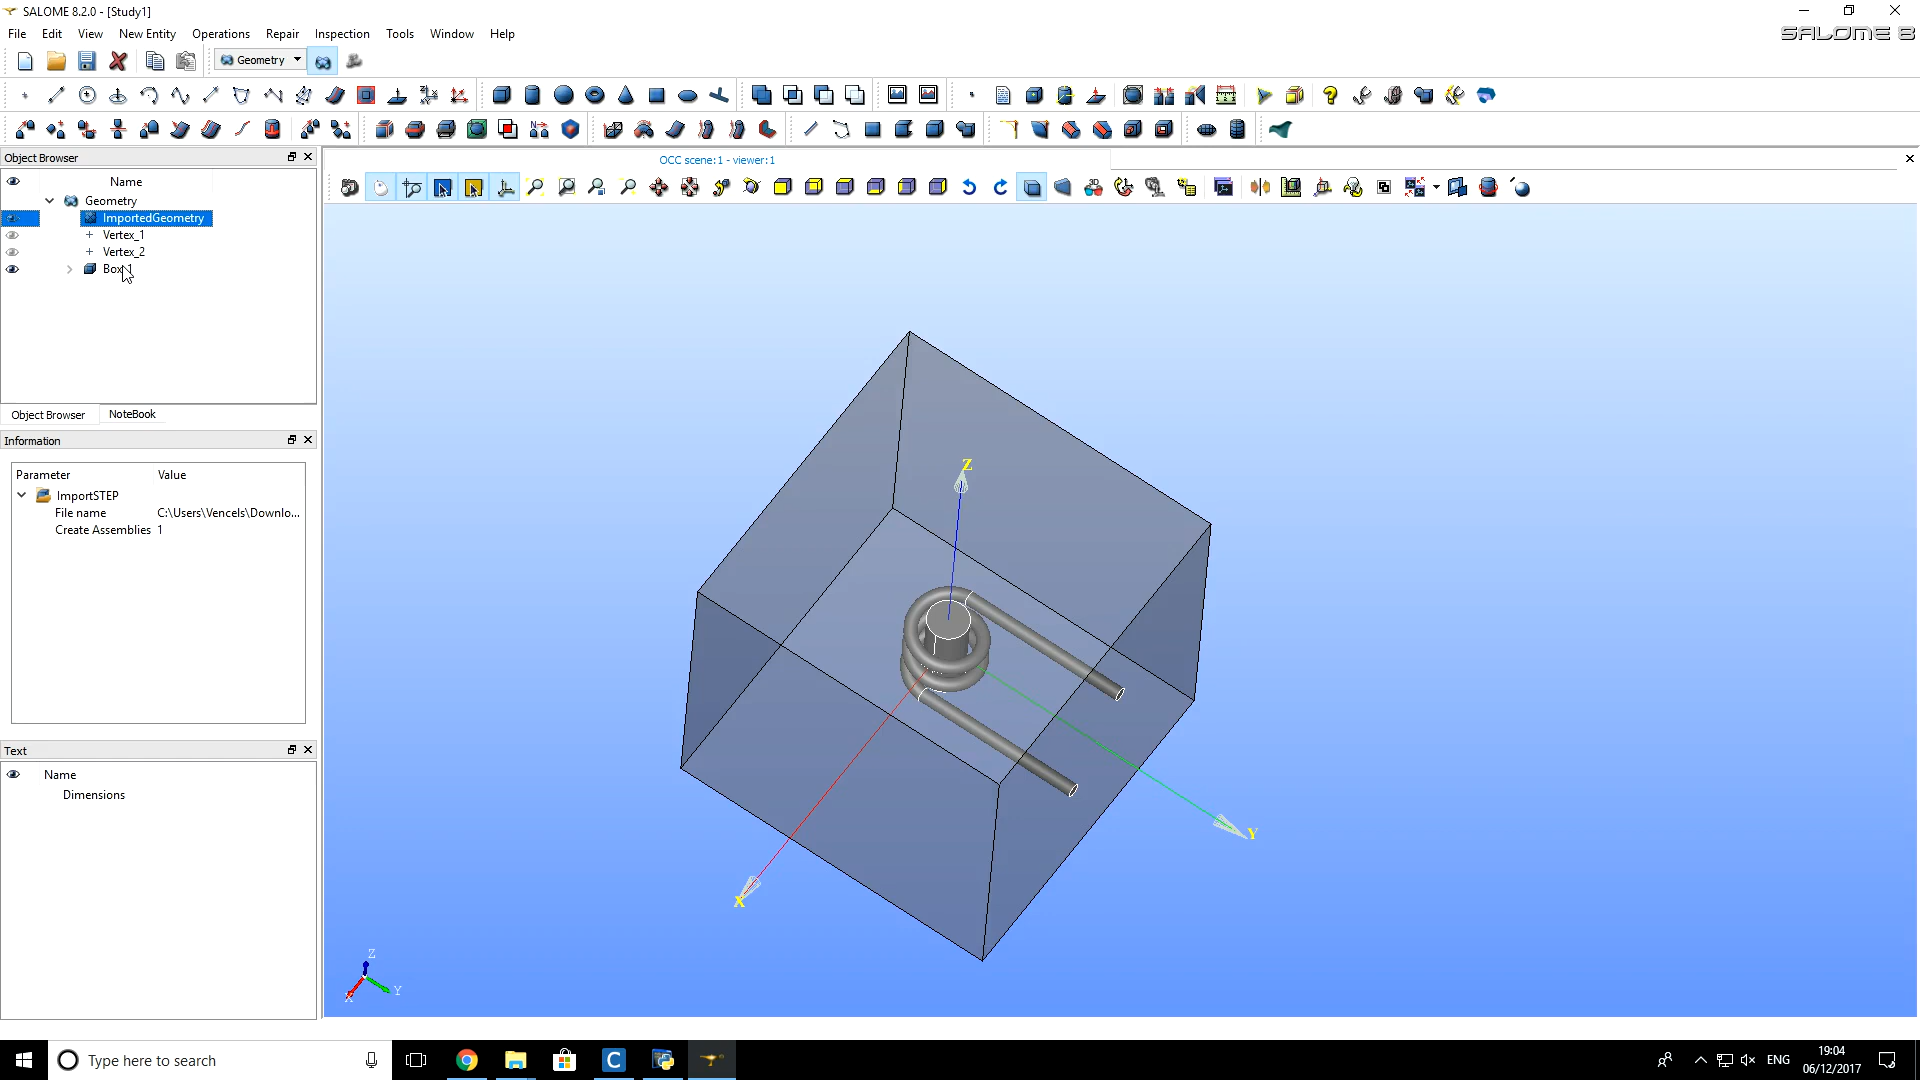 SALOME 8.2.0 - [Study1]
File Edit View New Entity Operations Repair Inspection Tools Window Help
SALOME 8
Geometry
Object Browser
OCC scene:1 - viewer:1
Name
Geometry
ImportedGeometry
Vertex_1
Vertex_2
Box_1
Object Browser NoteBook
Information
Parameter Value
ImportSTEP
File name C:\Users\Vencels\Downlo...
Create Assemblies 1
Text
Name
Dimensions
Z
Y
X
Z
Y
X
Type here to search
ENG
19:04
06/12/2017